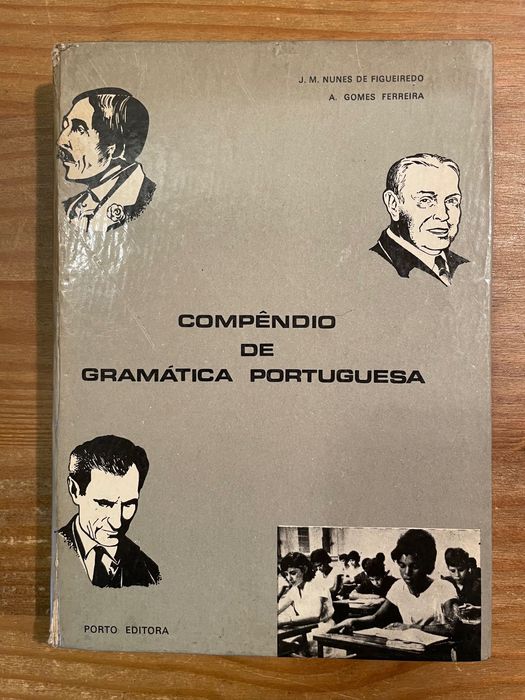 J. M. NUNES DE FIGUEIREDO
A. GOMES FERREIRA
COMPÊNDIO
DE
GRAMÁTICA PORTUGUESA
PORTO EDITORA